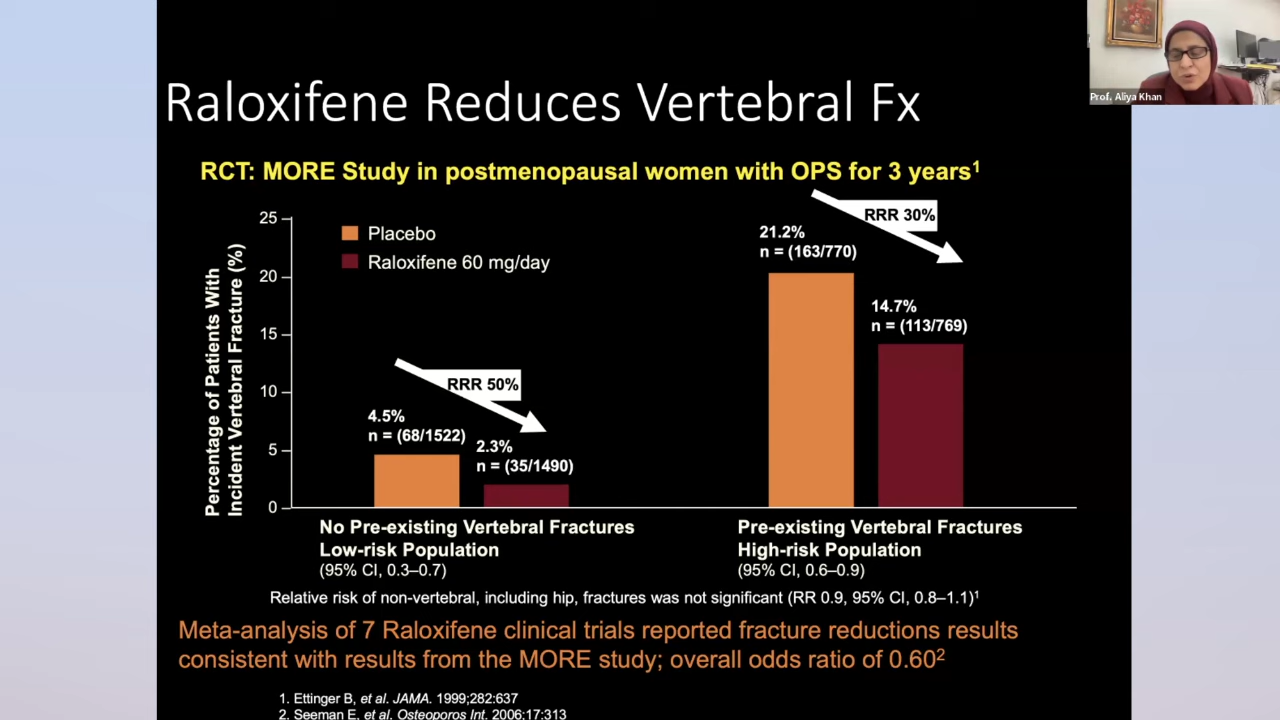 Prof. Aliya Khan
Raloxifene Reduces Vertebral Fx
RCT: MORE Study in postmenopausal women with OPS for 3 years1
Percentage of Patients With
Incident Vertebral Fracture (%)
25
20
15
10
5
0
Placebo
Raloxifene 60 mg/day
RRR 50%
4.5%
n = (68/1522)
2.3%
n = (35/1490)
RRR 30%
21.2%
n = (163/770)
14.7%
n = (113/769)
No Pre-existing Vertebral Fractures
Low-risk Population
(95% CI, 0.3–0.7)
Pre-existing Vertebral Fractures
High-risk Population
(95% CI, 0.6–0.9)
Relative risk of non-vertebral, including hip, fractures was not significant (RR 0.9, 95% CI, 0.8–1.1)1
Meta-analysis of 7 Raloxifene clinical trials reported fracture reductions results
consistent with results from the MORE study; overall odds ratio of 0.602
1. Ettinger B, et al. JAMA. 1999;282:637
2. Seeman E, et al. Osteoporos Int. 2006;17:313